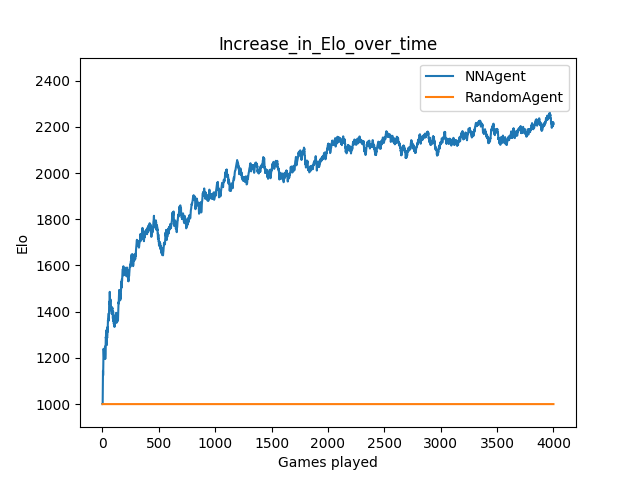 Increase_in_Elo_over_time
NNAgent
RandomAgent
2400
2200
2000
1800
1600
1400
1200
1000
Elo
0 500 1000 1500 2000 2500 3000 3500 4000
Games played